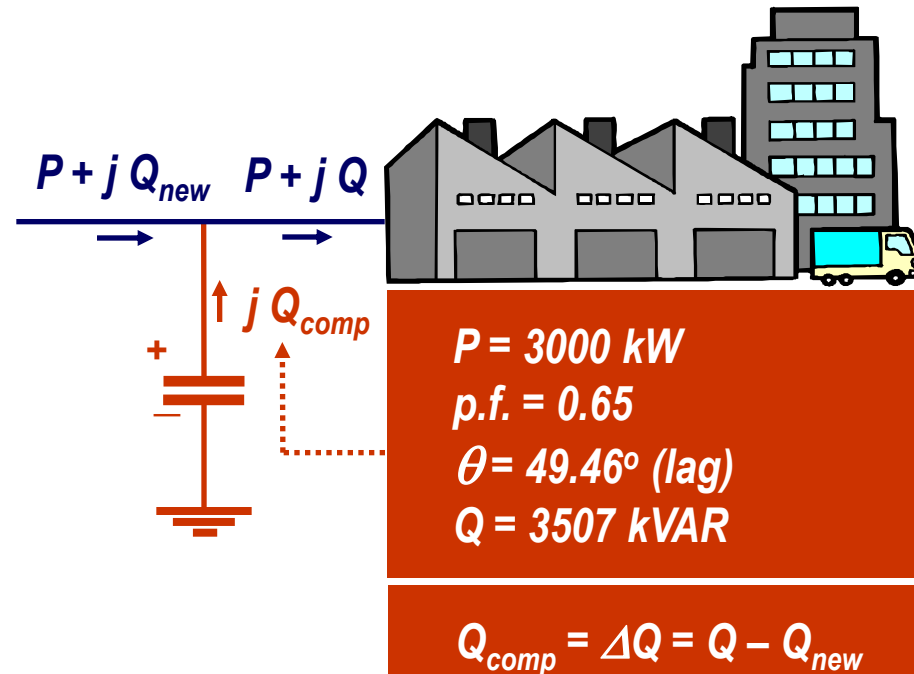 P + j Qnew
P + j Q
j Qcomp
+
–
P = 3000 kW
p.f. = 0.65
θ = 49.46o (lag)
Q = 3507 kVAR
Qcomp = ΔQ = Q – Qnew